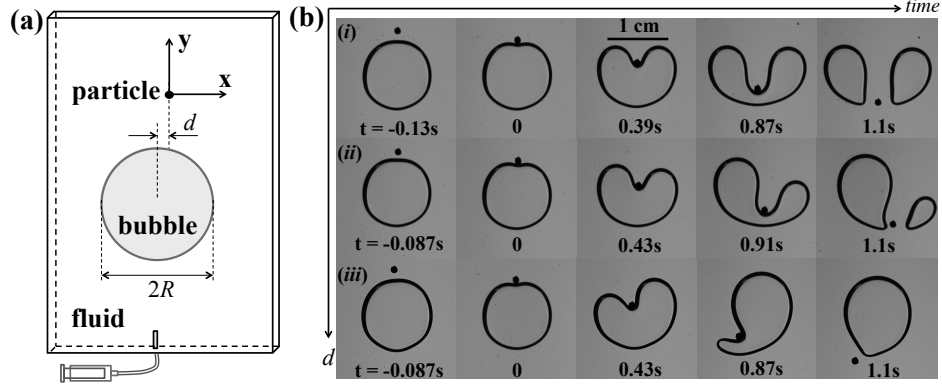 (a)
y
x
particle
d
bubble
2R
fluid
(b)
time
d
(i)
1 cm
t = -0.13s
0
0.39s
0.87s
1.1s
(ii)
t = -0.087s
0
0.43s
0.91s
1.1s
(iii)
t = -0.087s
0
0.43s
0.87s
1.1s